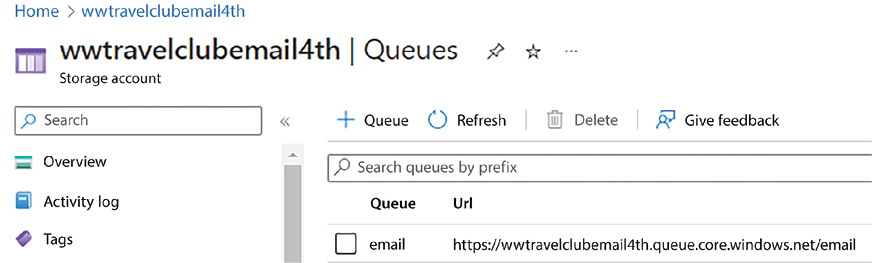 Home > wwtravelclubemail4th
wwtravelclubemail4th | Queues
Storage account
Search
Overview
Activity log
Tags
Queue Refresh Delete Give feedback
Search queues by prefix
Queue Url
email https://wwtravelclubemail4th.queue.core.windows.net/email